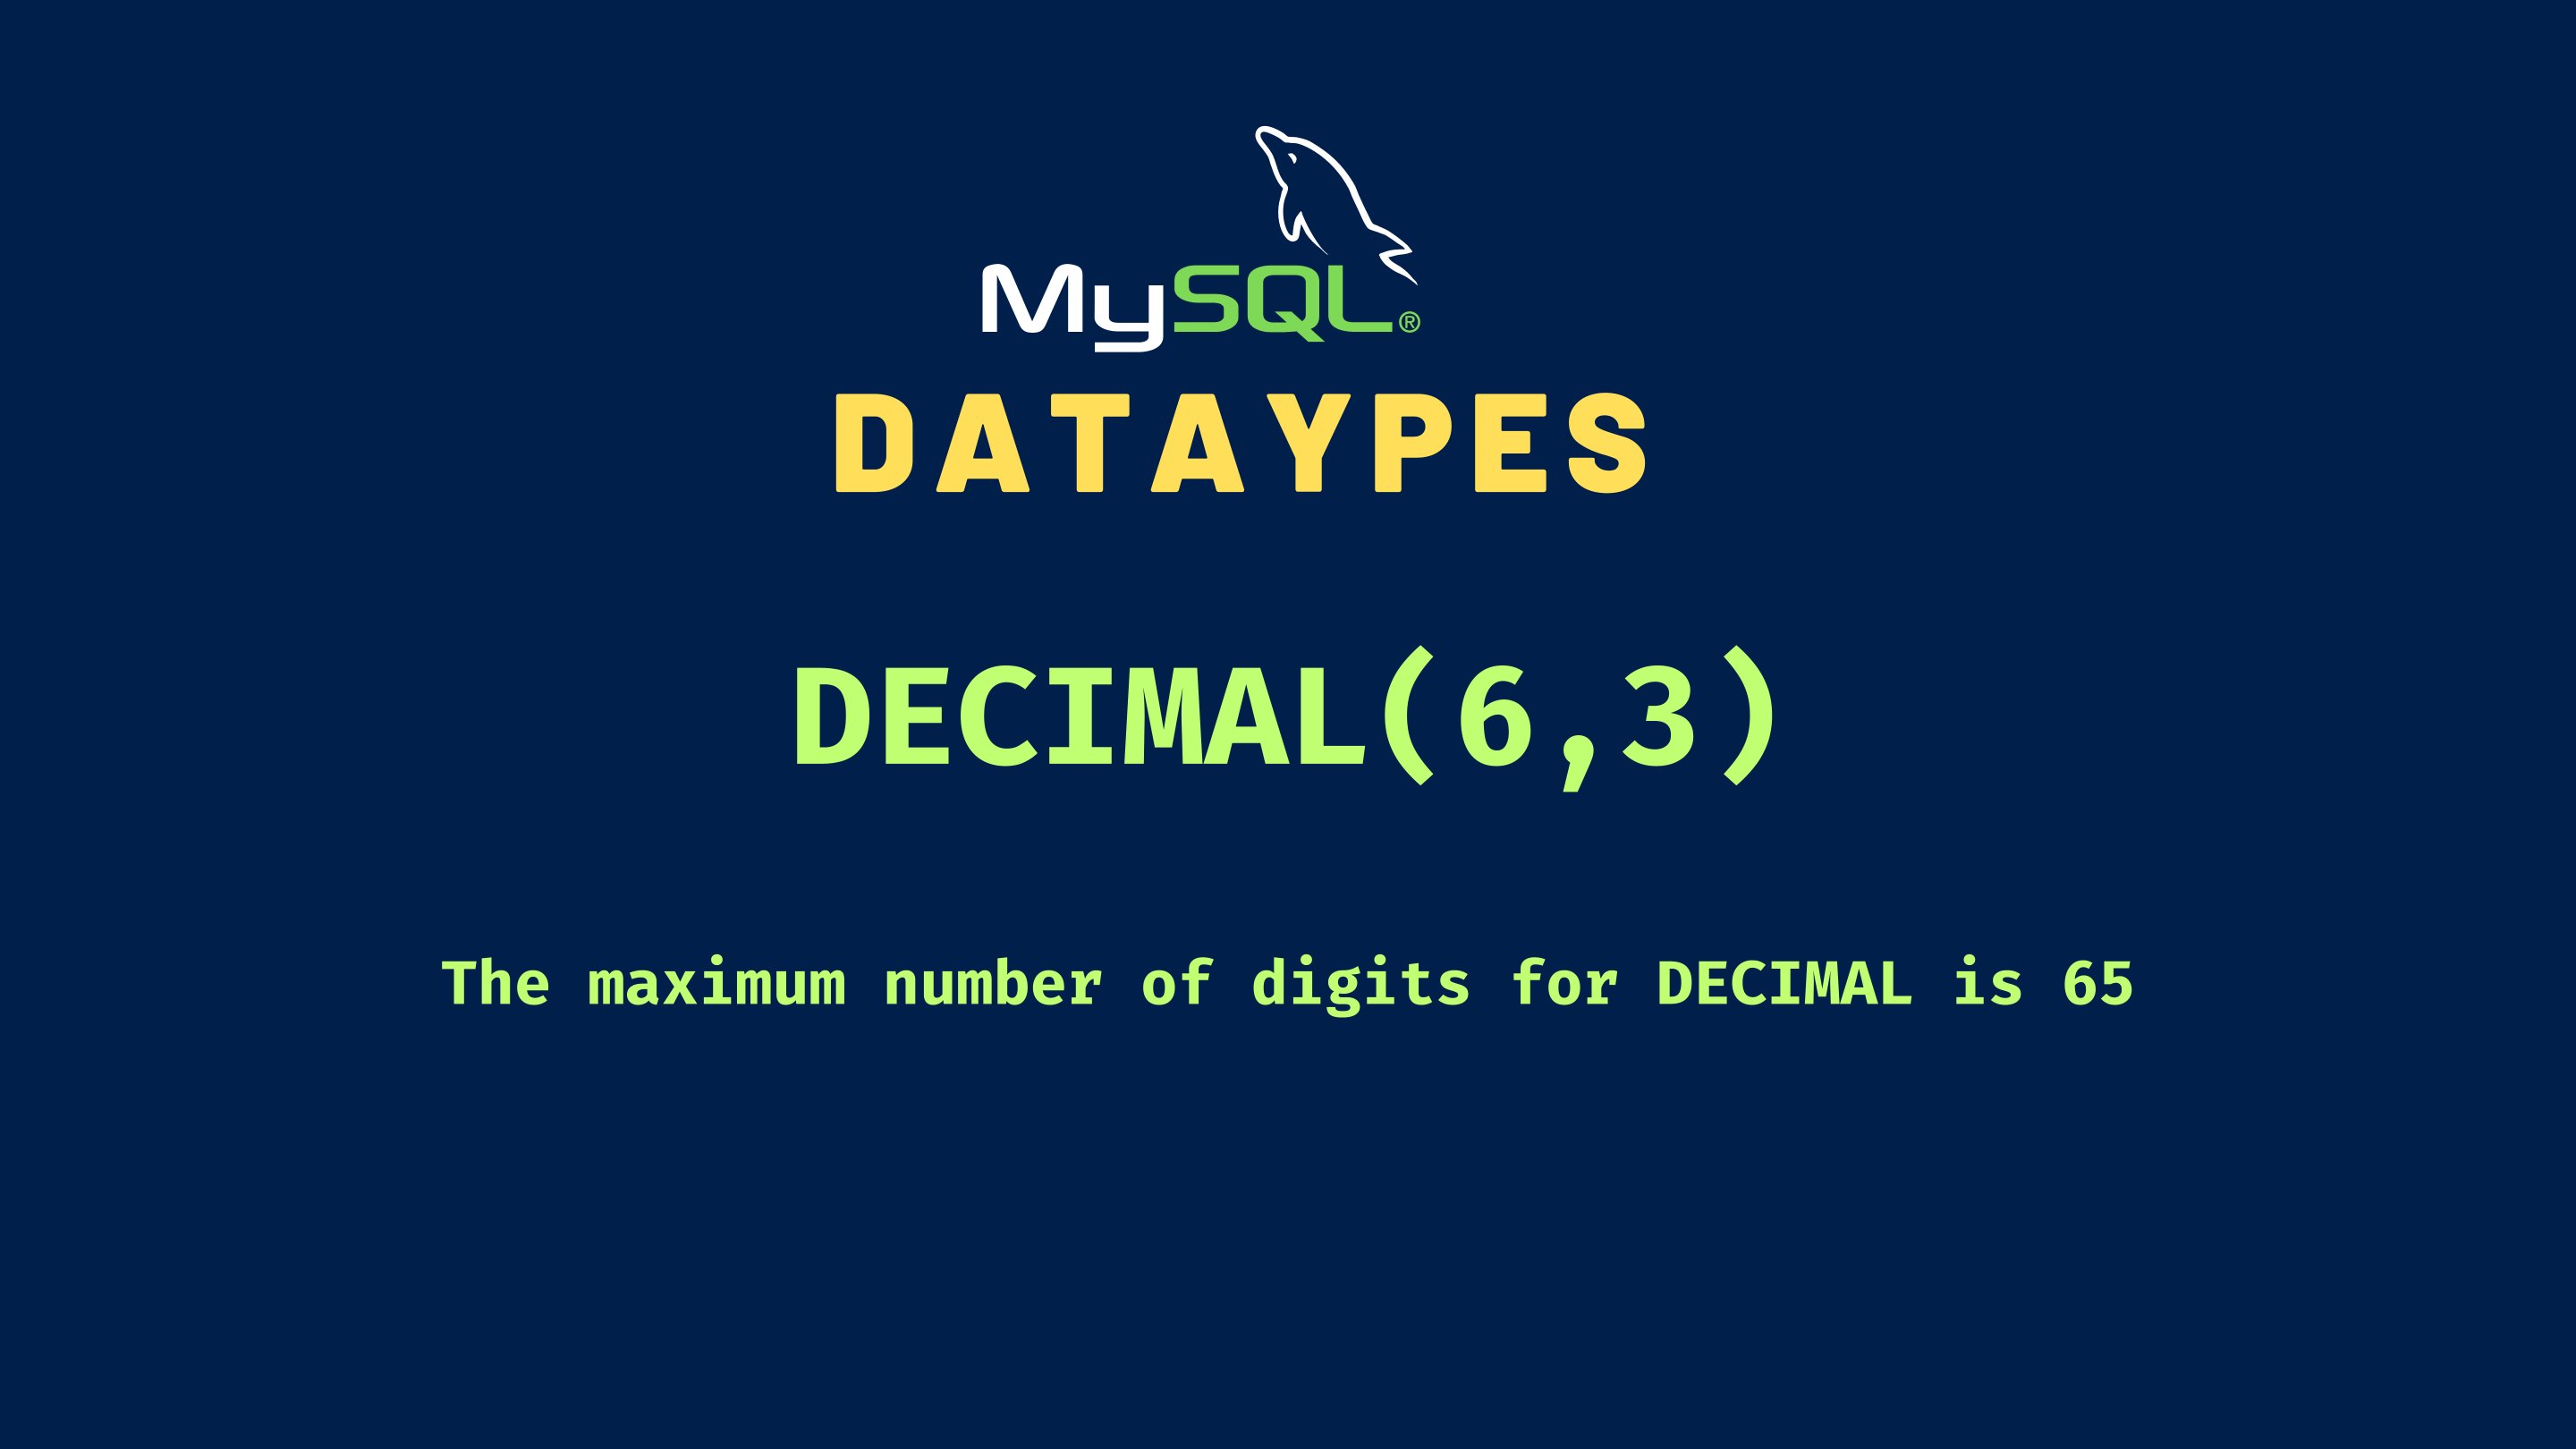 MySQL®
DATAYPES
DECIMAL(6,3)
The maximum number of digits for DECIMAL is 65